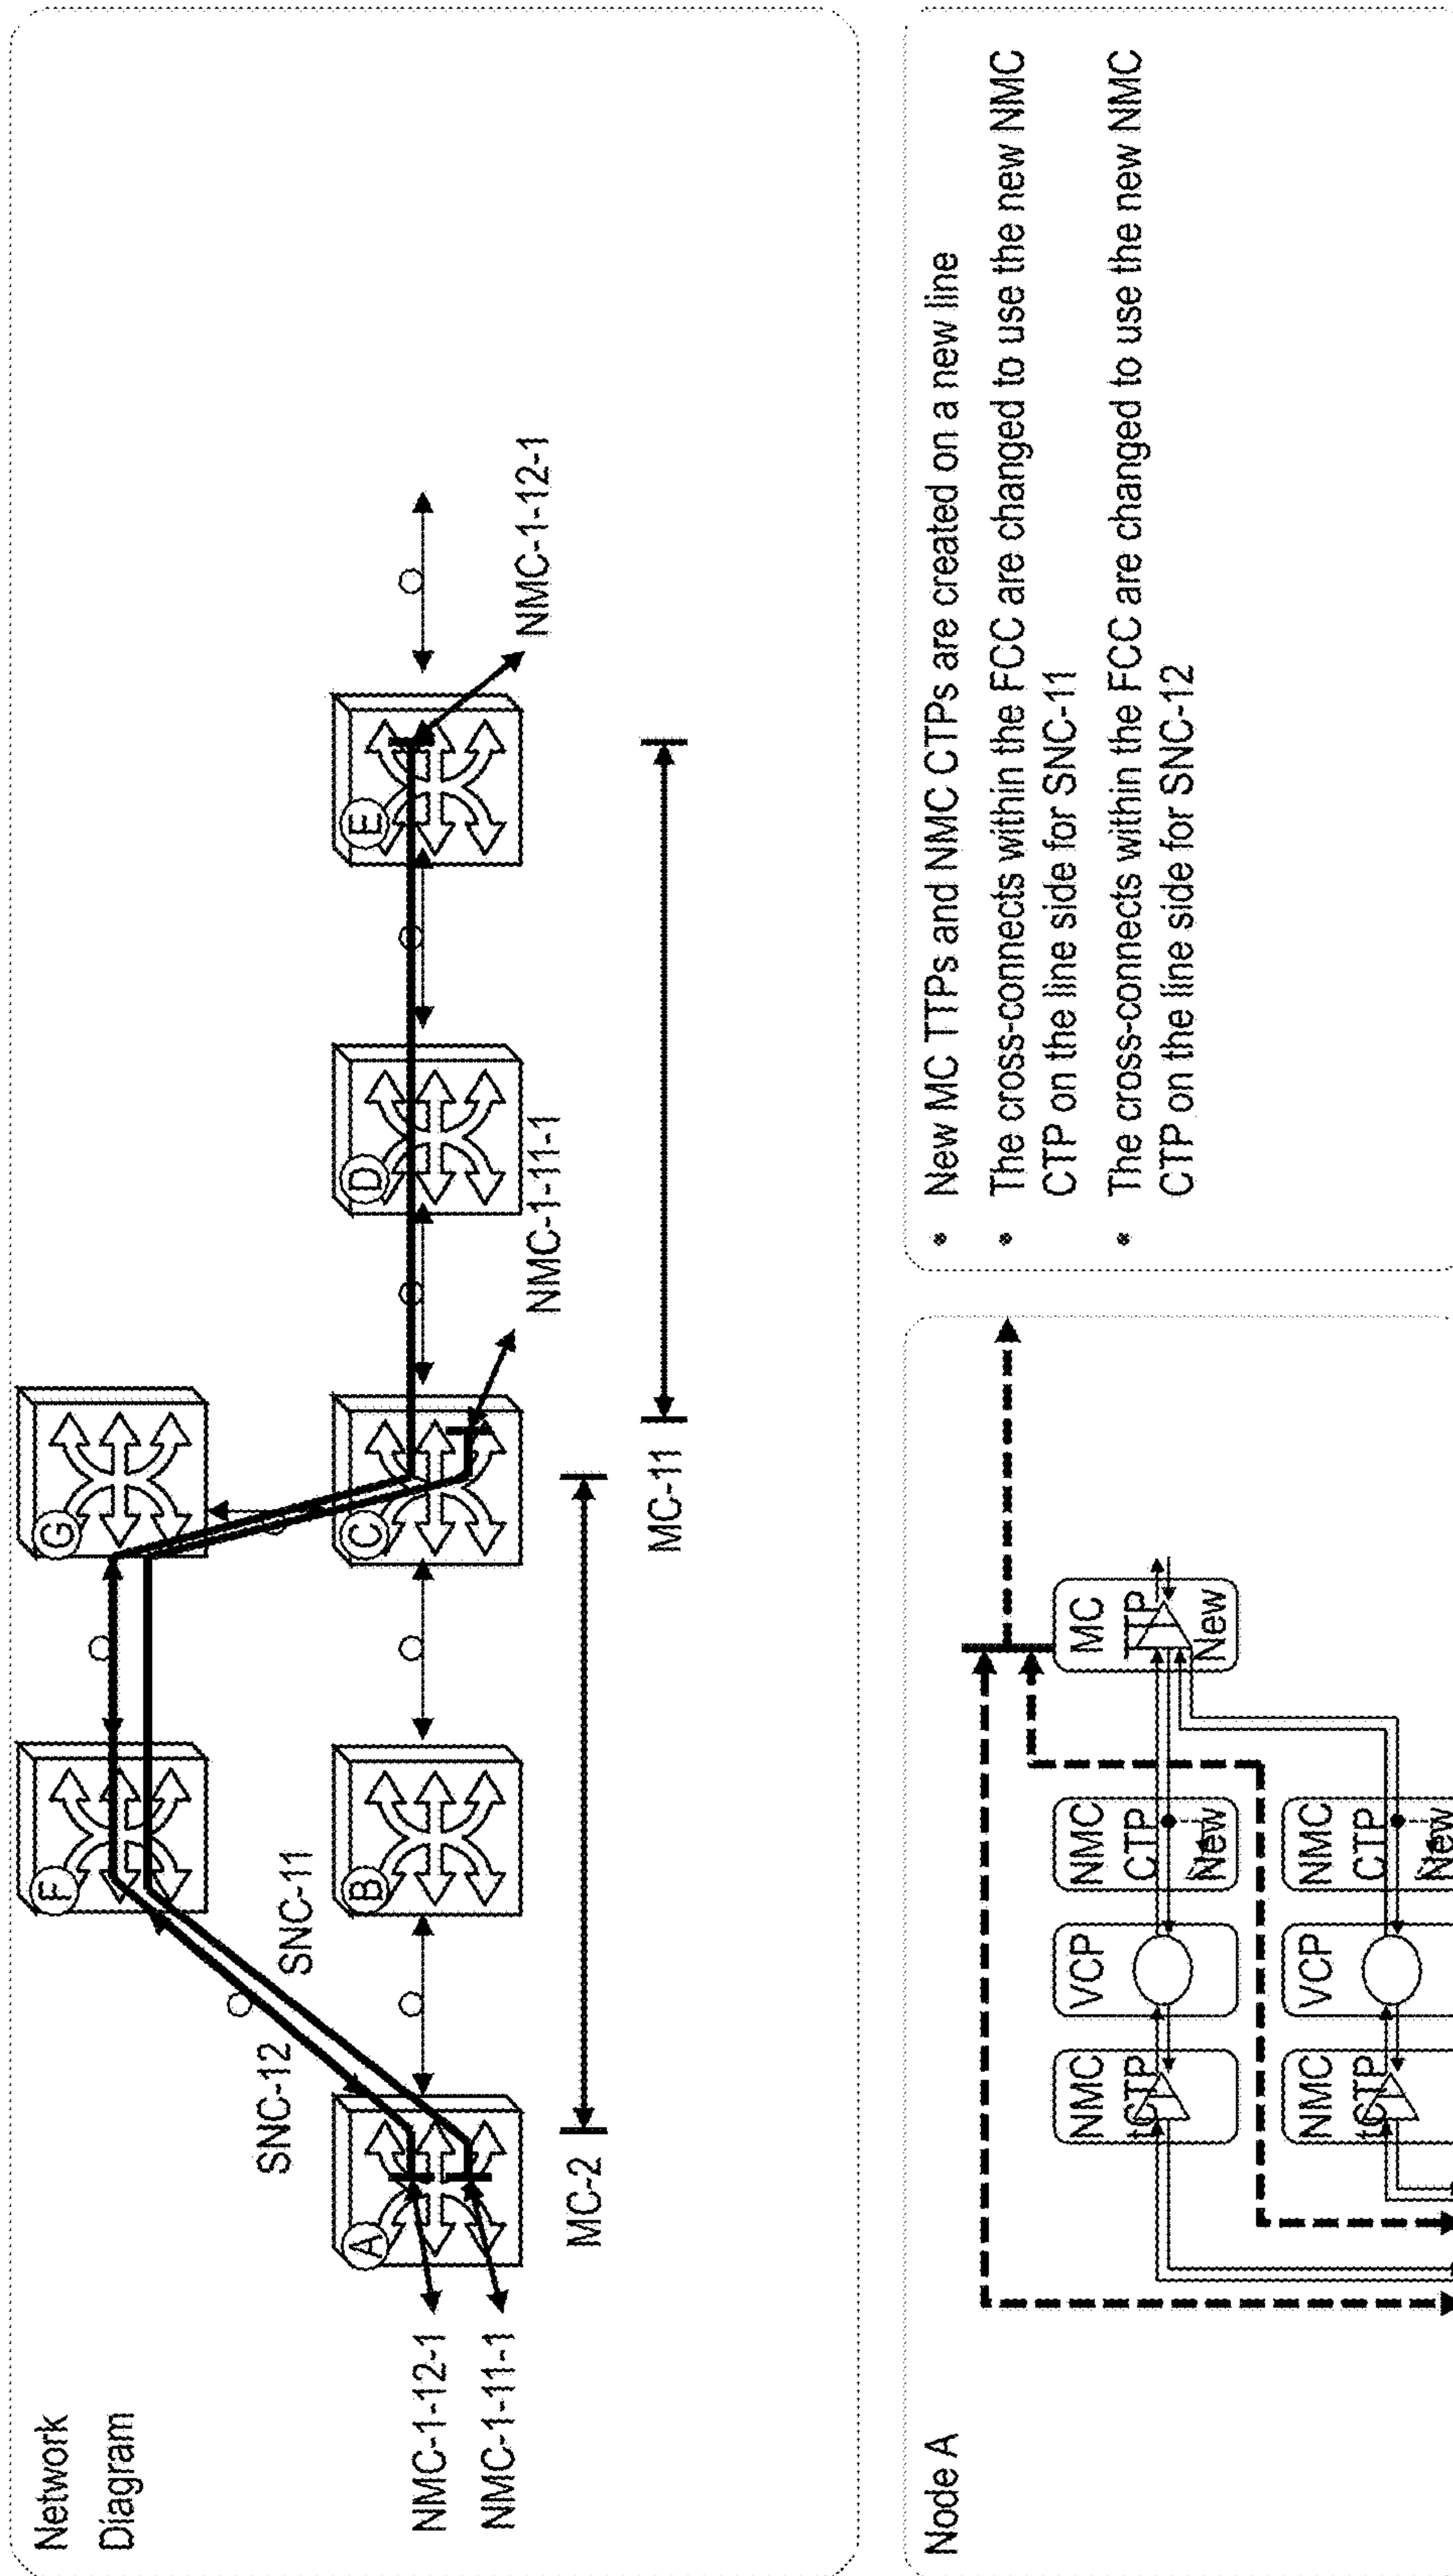 Network
Diagram
F
G
SNC-12
SNC-11
A
B
C
D
E
NMC-1-12-1
NMC-1-11-1
NMC-1-11-1
NMC-1-12-1
MC-2
MC-11
Node A
NMC
tCTP
VCP
NMC
CTP
New
MC
TTP
New
NMC
tCTP
VCP
NMC
CTP
New
• New MC TTPs and NMC CTPs are created on a new line
• The cross-connects within the FCC are changed to use the new NMC
CTP on the line side for SNC-11
• The cross-connects within the FCC are changed to use the new NMC
CTP on the line side for SNC-12